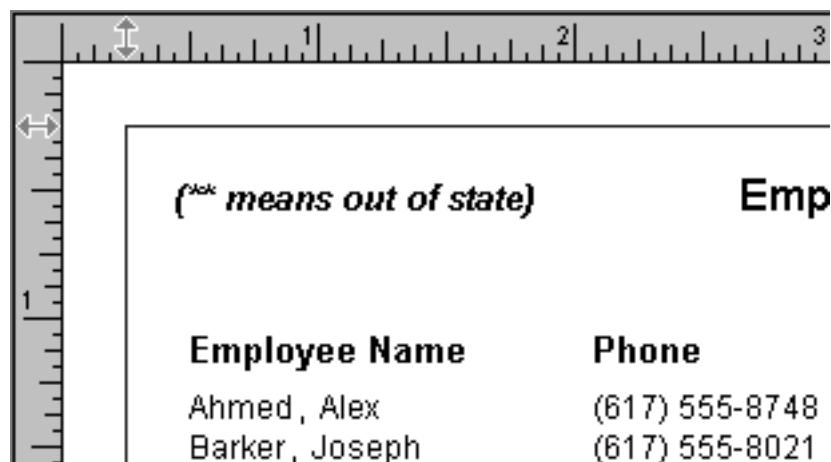 1 2 3
(** means out of state) Emp
1
Employee Name Phone
Ahmed, Alex (617) 555-8748
Barker, Joseph (617) 555-8021